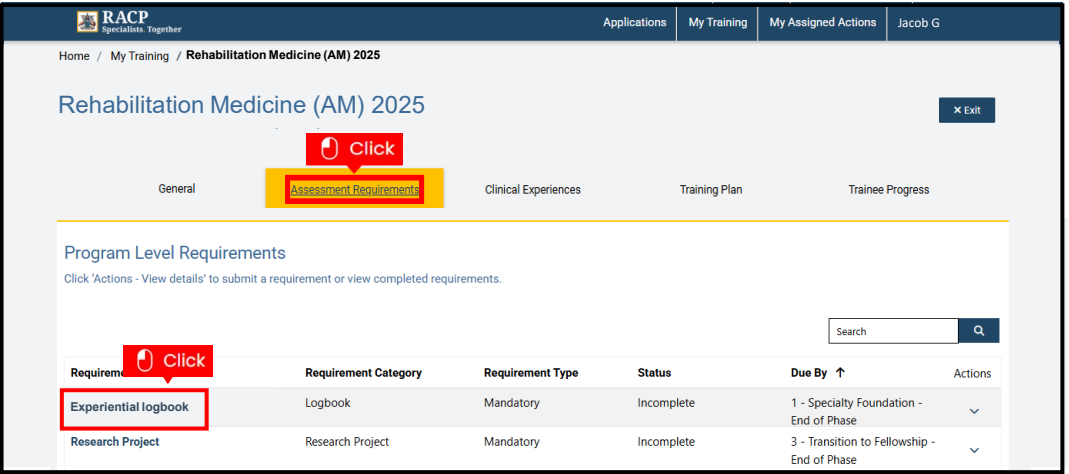 RACP
Specialists. Together
Applications
My Training
My Assigned Actions
Jacob G
Home / My Training / Rehabilitation Medicine (AM) 2025
Rehabilitation Medicine (AM) 2025
× Exit
Click
General
Assessment Requirements
Clinical Experiences
Training Plan
Trainee Progress
Program Level Requirements
Click 'Actions - View details' to submit a requirement or view completed requirements.
Search
Click
Requirement Category
Requirement Type
Status
Due By ↑
Actions
Experiential logbook
Logbook
Mandatory
Incomplete
1 - Specialty Foundation -
End of Phase
Research Project
Research Project
Mandatory
Incomplete
3 - Transition to Fellowship -
End of Phase